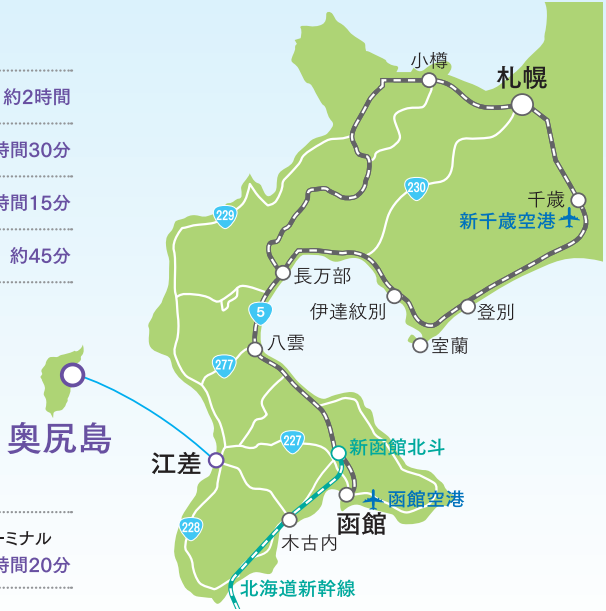 小樽
札幌
約2時間
時間30分
230
千歳
新千歳空港
時間15分
229
約45分
長万部
伊達紋別
登別
5
室蘭
八雲
277
奥尻島
227
新函館北斗
江差
函館空港
函館
228
木古内
ーミナル
時間20分
北海道新幹線